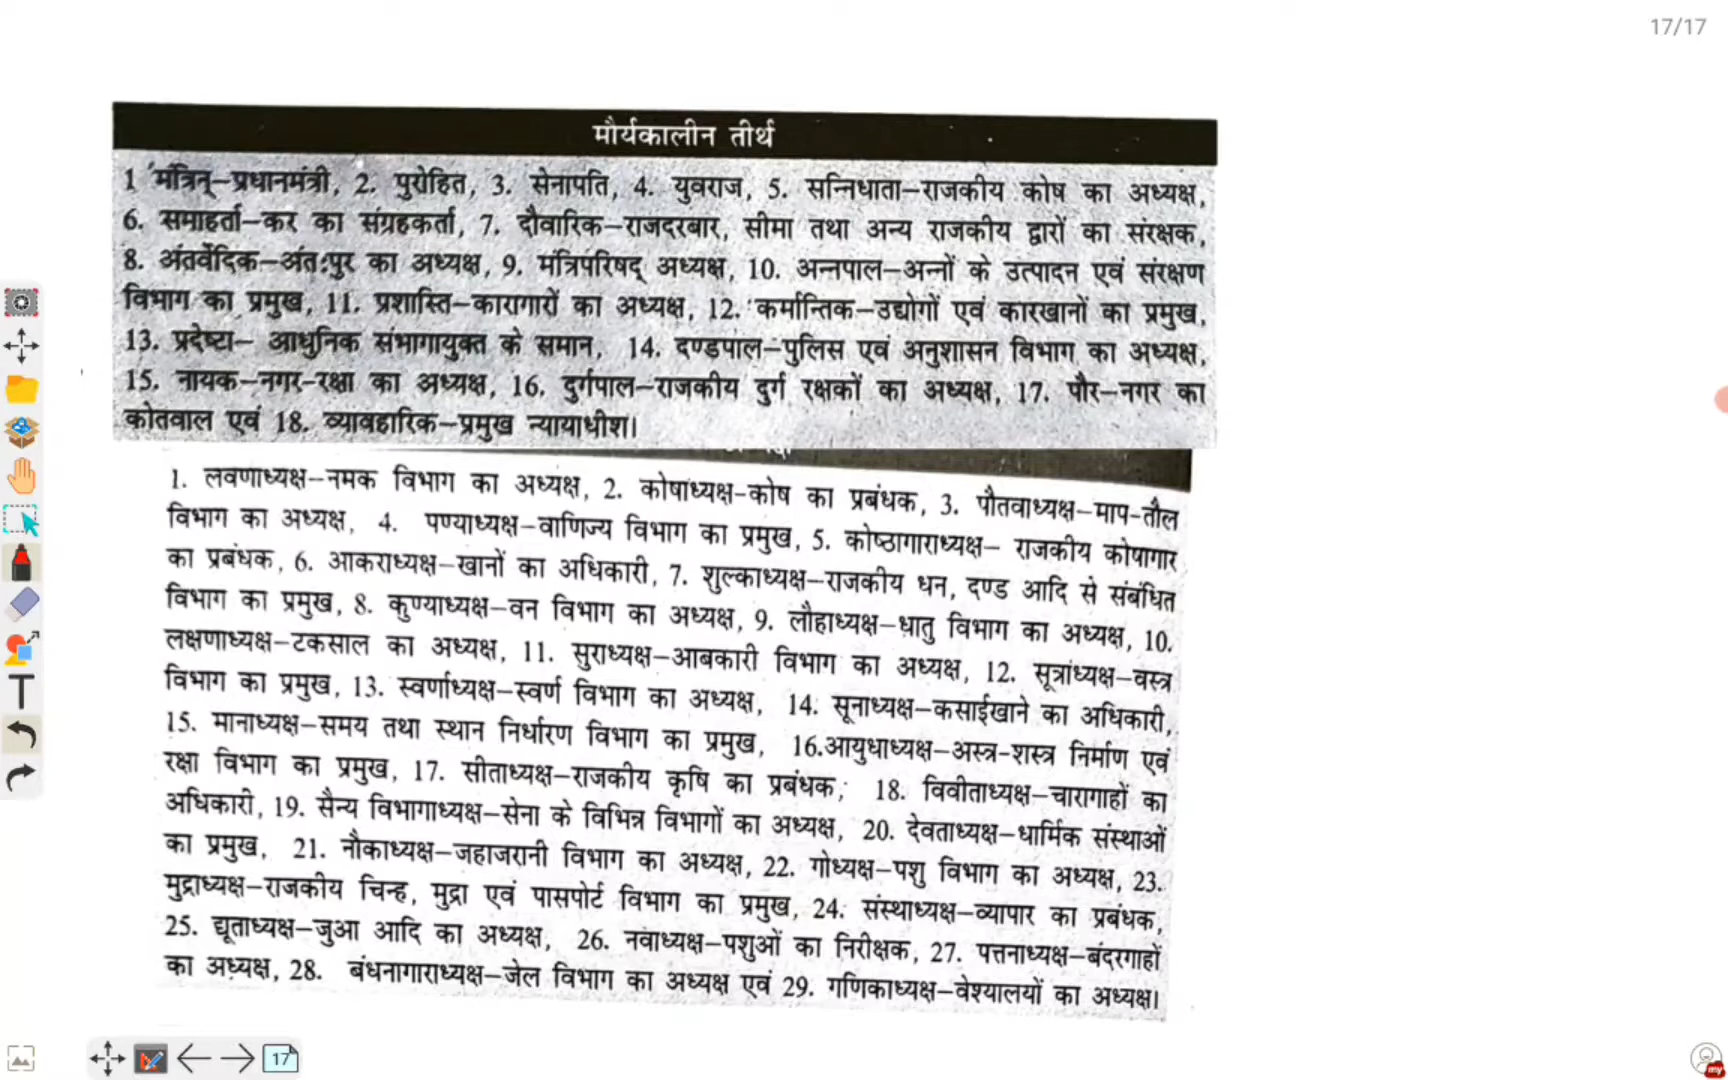 17/17
मौर्यकालीन तीर्थ
1 मंत्रिन्–प्रधानमंत्री, 2. पुरोहित, 3. सेनापति, 4. युवराज, 5. सन्निधाता–राजकीय कोष का अध्यक्ष,
6. समाहर्ता–कर का संग्रहकर्ता, 7. दौवारिक–राजदरबार, सीमा तथा अन्य राजकीय द्वारों का संरक्षक,
8. अंतर्वेदिक–अंतःपुर का अध्यक्ष, 9. मंत्रिपरिषद् अध्यक्ष, 10. अन्नपाल–अन्नों के उत्पादन एवं संरक्षण
विभाग का प्रमुख, 11. प्रशास्ति–कारागारों का अध्यक्ष, 12. कर्मान्तिक–उद्योगों एवं कारखानों का प्रमुख,
13. प्रदेष्टा– आधुनिक संभागायुक्त के समान, 14. दण्डपाल–पुलिस एवं अनुशासन विभाग का अध्यक्ष,
15. नायक–नगर-रक्षा का अध्यक्ष, 16. दुर्गपाल–राजकीय दुर्ग रक्षकों का अध्यक्ष, 17. पौर–नगर का
कोतवाल एवं 18. व्यावहारिक–प्रमुख न्यायाधीश।
1. लवणाध्यक्ष–नमक विभाग का अध्यक्ष, 2. कोषाध्यक्ष-कोष का प्रबंधक, 3. पौतवाध्यक्ष–माप-तौल
विभाग का अध्यक्ष, 4. पण्याध्यक्ष–वाणिज्य विभाग का प्रमुख, 5. कोष्ठागाराध्यक्ष– राजकीय कोषागार
का प्रबंधक, 6. आकराध्यक्ष–खानों का अधिकारी, 7. शुल्काध्यक्ष–राजकीय धन, दण्ड आदि से संबंधित
विभाग का प्रमुख, 8. कुण्याध्यक्ष–वन विभाग का अध्यक्ष, 9. लौहाध्यक्ष–धातु विभाग का अध्यक्ष, 10.
लक्षणाध्यक्ष–टकसाल का अध्यक्ष, 11. सुराध्यक्ष–आबकारी विभाग का अध्यक्ष, 12. सूत्राध्यक्ष–वस्त्र
विभाग का प्रमुख, 13. स्वर्णाध्यक्ष–स्वर्ण विभाग का अध्यक्ष, 14. सूनाध्यक्ष–कसाईखाने का अधिकारी,
15. मानाध्यक्ष–समय तथा स्थान निर्धारण विभाग का प्रमुख, 16.आयुधाध्यक्ष–अस्त्र-शस्त्र निर्माण एवं
रक्षा विभाग का प्रमुख, 17. सीताध्यक्ष–राजकीय कृषि का प्रबंधक, 18. विवीताध्यक्ष–चारागाहों का
अधिकारी, 19. सैन्य विभागाध्यक्ष–सेना के विभिन्न विभागों का अध्यक्ष, 20. देवताध्यक्ष–धार्मिक संस्थाओं
का प्रमुख, 21. नौकाध्यक्ष–जहाजरानी विभाग का अध्यक्ष, 22. गोध्यक्ष–पशु विभाग का अध्यक्ष, 23.
मुद्राध्यक्ष–राजकीय चिन्ह, मुद्रा एवं पासपोर्ट विभाग का प्रमुख, 24. संस्थाध्यक्ष–व्यापार का प्रबंधक,
25. द्यूताध्यक्ष–जुआ आदि का अध्यक्ष, 26. नवाध्यक्ष–पशुओं का निरीक्षक, 27. पत्तनाध्यक्ष–बंदरगाहों
का अध्यक्ष, 28. बंधनागाराध्यक्ष–जेल विभाग का अध्यक्ष एवं 29. गणिकाध्यक्ष–वेश्यालयों का अध्यक्ष।
T
17
my